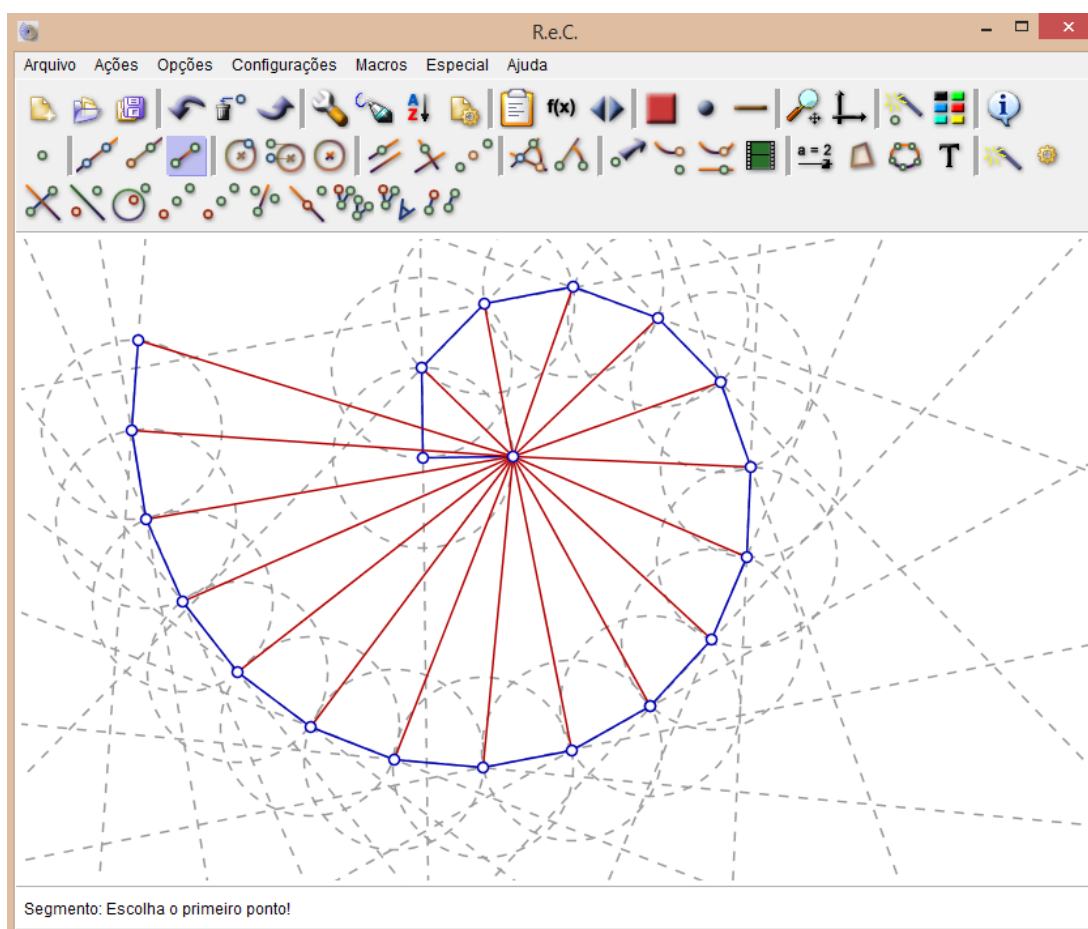 R.e.C.
Arquivo Ações Opções Configurações Macros Especial Ajuda
A Z f(x)
a = 2 T
Segmento: Escolha o primeiro ponto!